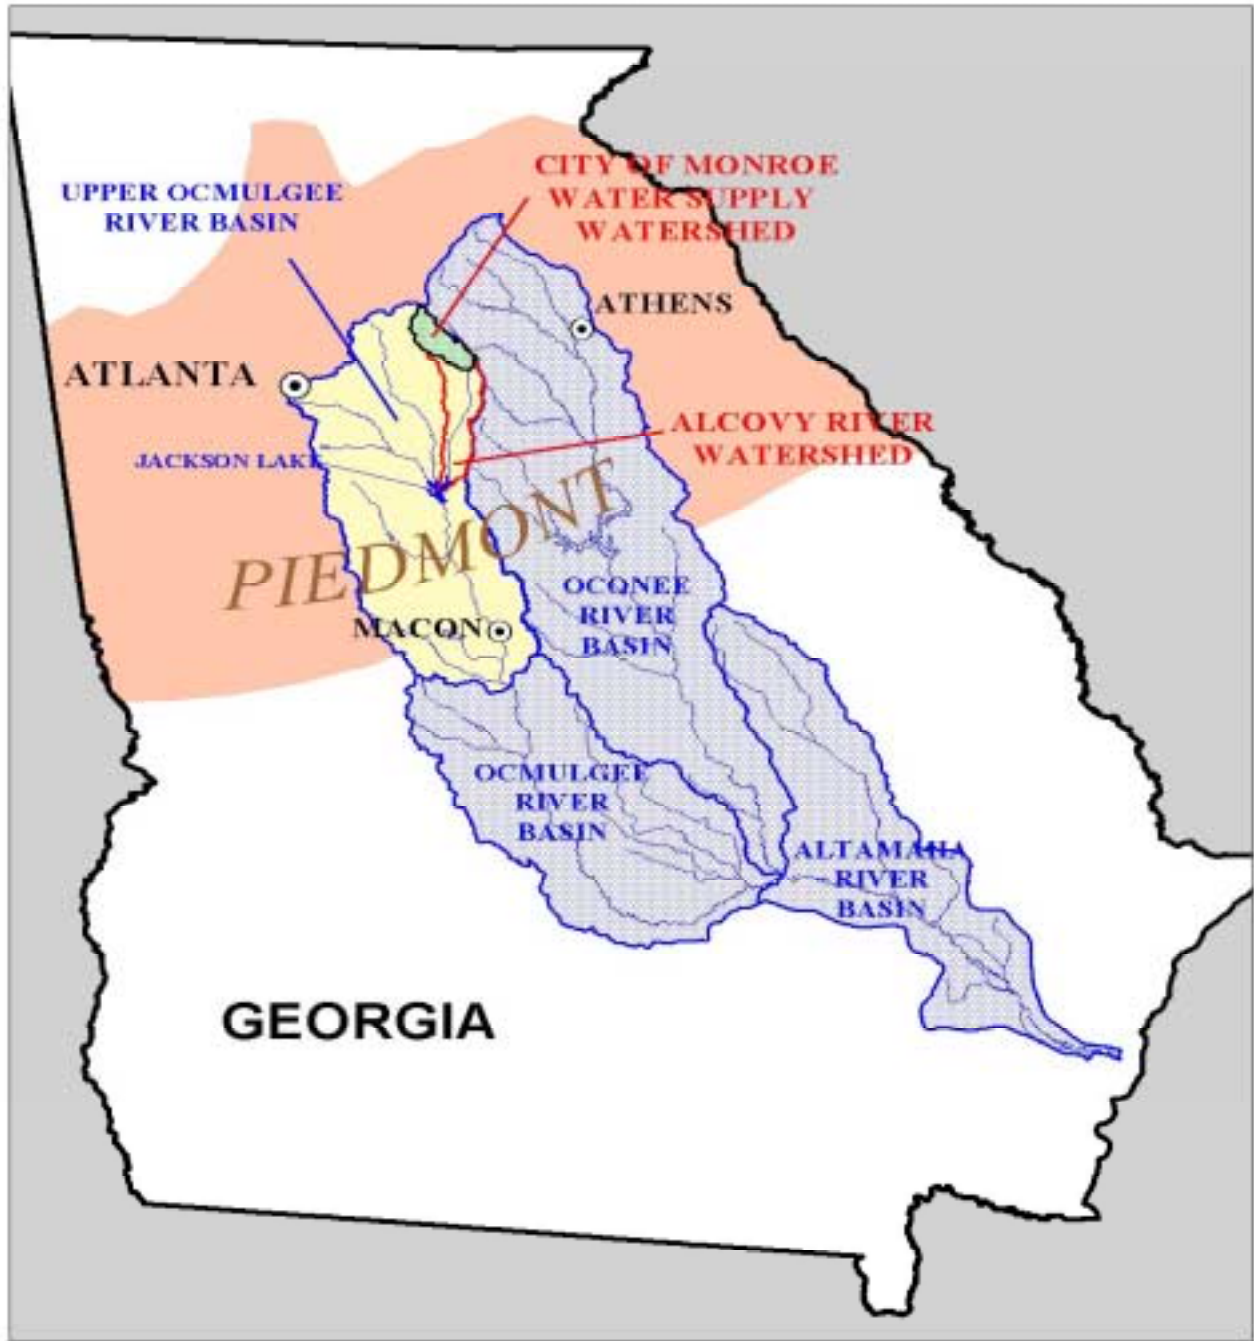 CITY OF MONROE
WATER SUPPLY
WATERSHED
UPPER OCMULGEE
RIVER BASIN
ATHENS
ATLANTA
ALCOVY RIVER
WATERSHED
JACKSON LAKE
PIEDMONT
OCONEE
RIVER
BASIN
MACON
OCMULGEE
RIVER
BASIN
ALTAMAHA
RIVER
BASIN
GEORGIA